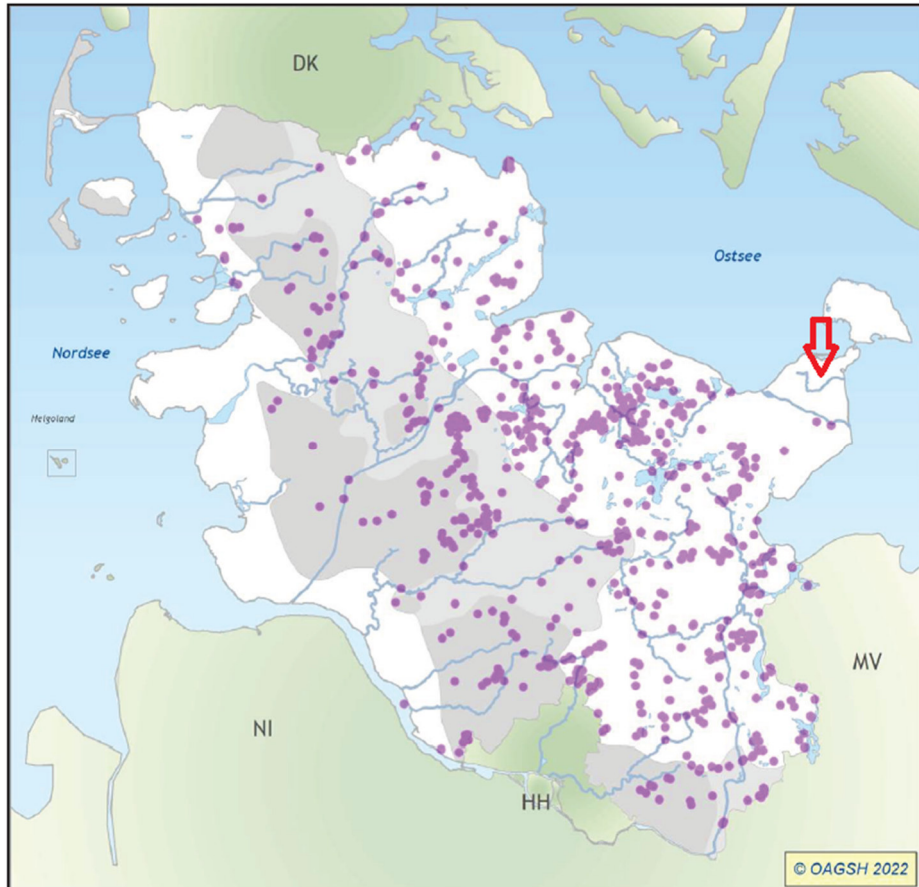 DK
Ostsee
Nordsee
Helgoland
MV
NI
HH
© OAGSH 2022